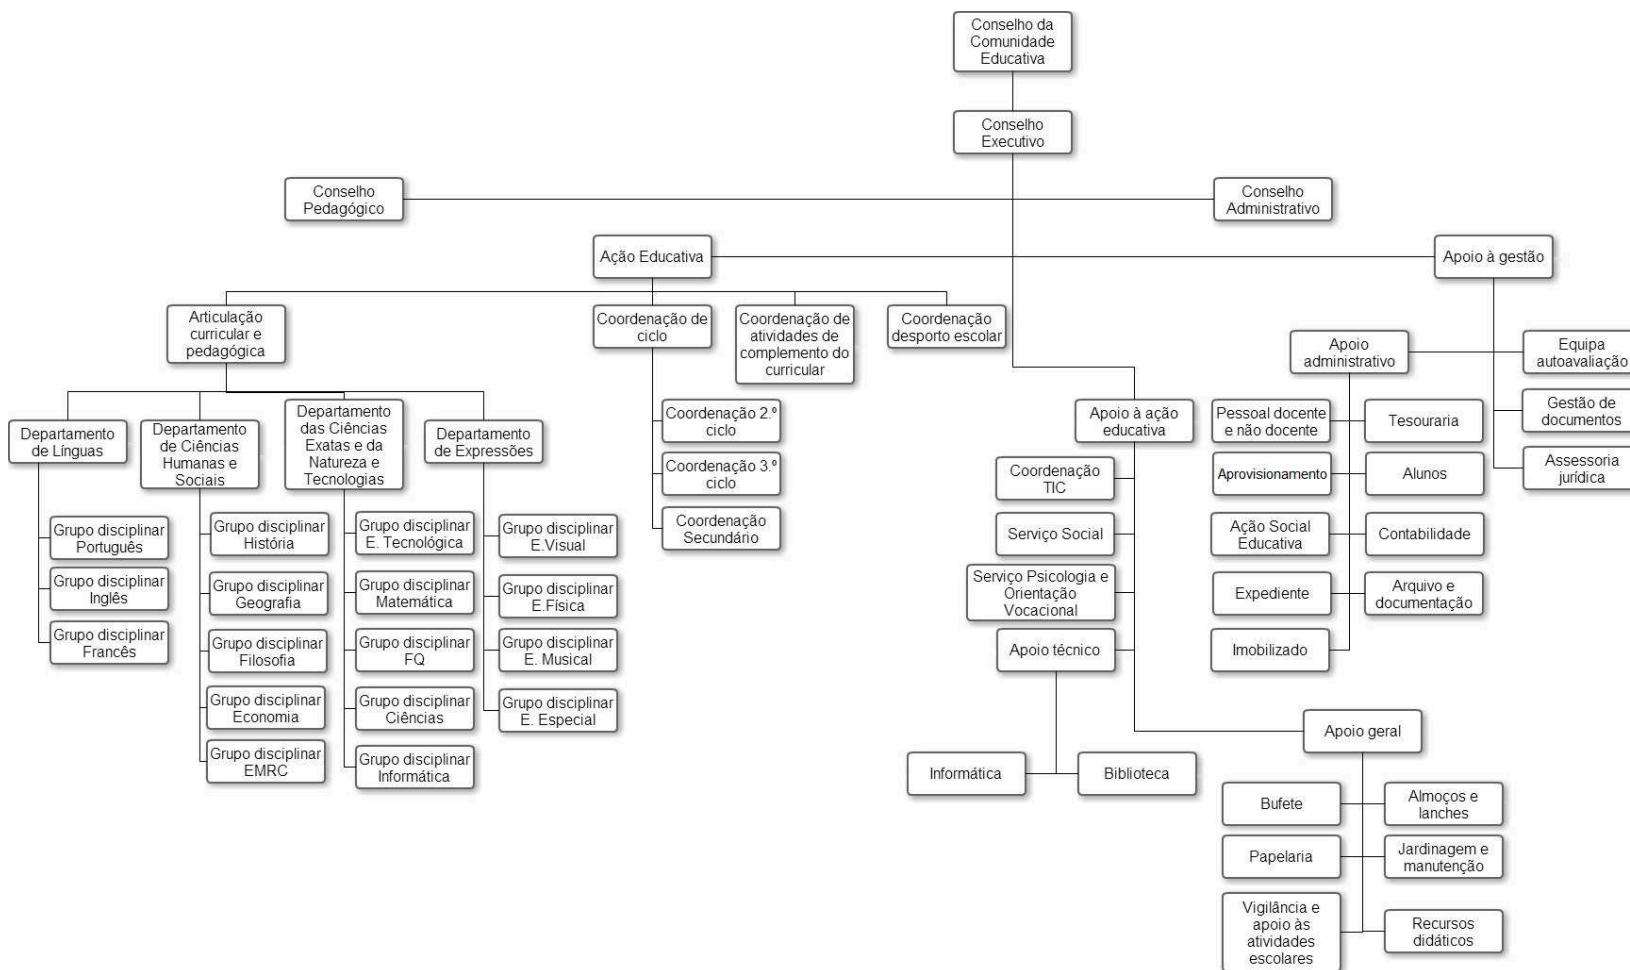 Conselho da
Comunidade
Educativa
Conselho
Executivo
Conselho
Pedagógico
Conselho
Administrativo
Ação Educativa
Apoio à gestão
Articulação
curricular e
pedagógica
Coordenação de
ciclo
Coordenação de
atividades de
complemento do
curricular
Coordenação
desporto escolar
Apoio
administrativo
Equipa
autoavaliação
Departamento
de Línguas
Departamento
de Ciências
Humanas e
Sociais
Departamento
das Ciências
Exatas e da
Natureza e
Tecnologias
Departamento
de Expressões
Coordenação 2.º
ciclo
Coordenação 3.º
ciclo
Coordenação
Secundário
Apoio à ação
educativa
Pessoal docente
e não docente
Tesouraria
Gestão de
documentos
Coordenação
TIC
Aprovisionamento
Alunos
Assessoria
jurídica
Grupo disciplinar
Português
Grupo disciplinar
Inglês
Grupo disciplinar
Francês
Grupo disciplinar
História
Grupo disciplinar
Geografia
Grupo disciplinar
Filosofia
Grupo disciplinar
Economia
Grupo disciplinar
EMRC
Grupo disciplinar
E. Tecnológica
Grupo disciplinar
Matemática
Grupo disciplinar
FQ
Grupo disciplinar
Ciências
Grupo disciplinar
Informática
Grupo disciplinar
E.Visual
Grupo disciplinar
E.Física
Grupo disciplinar
E. Musical
Grupo disciplinar
E. Especial
Serviço Social
Serviço Psicologia e
Orientação
Vocacional
Apoio técnico
Informática
Biblioteca
Ação Social
Educativa
Contabilidade
Expediente
Arquivo e
documentação
Imobilizado
Apoio geral
Bufete
Almoços e
lanches
Papelaria
Jardinagem e
manutenção
Vigilância e
apoio às
atividades
escolares
Recursos
didáticos